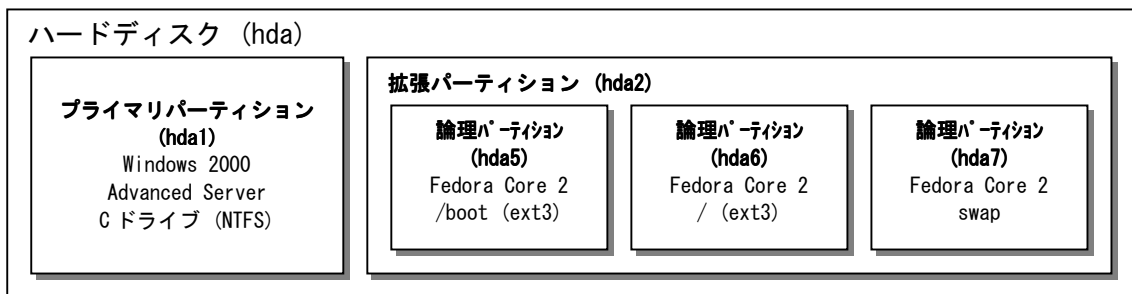 ハードディスク (hda)
プライマリパーティション
(hda1)
Windows 2000
Advanced Server
C ドライブ (NTFS)
拡張パーティション (hda2)
論理ﾊﾟｰﾃｨｼｮﾝ
(hda5)
Fedora Core 2
/boot (ext3)
論理ﾊﾟｰﾃｨｼｮﾝ
(hda6)
Fedora Core 2
/ (ext3)
論理ﾊﾟｰﾃｨｼｮﾝ
(hda7)
Fedora Core 2
swap